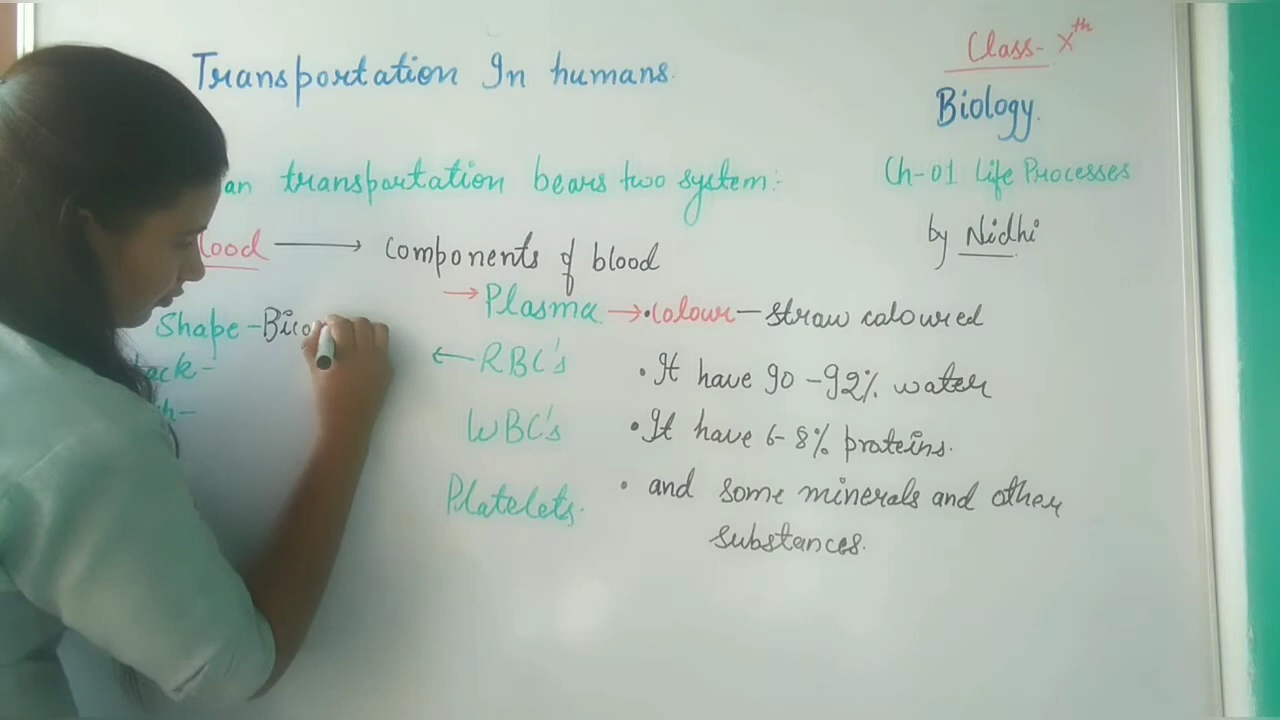 Transportation In humans.
Class- Xth
Biology.
Ch-01 Life Processes
by Nidhi
transportation bears two system:-
lood → Components of blood
→ Plasma → • Colour – straw coloured
• It have 90 – 92% water
• It have 6- 8% proteins.
• and some minerals and other
substances.
← RBC's
WBC's
Platelets.
Shape – Bico